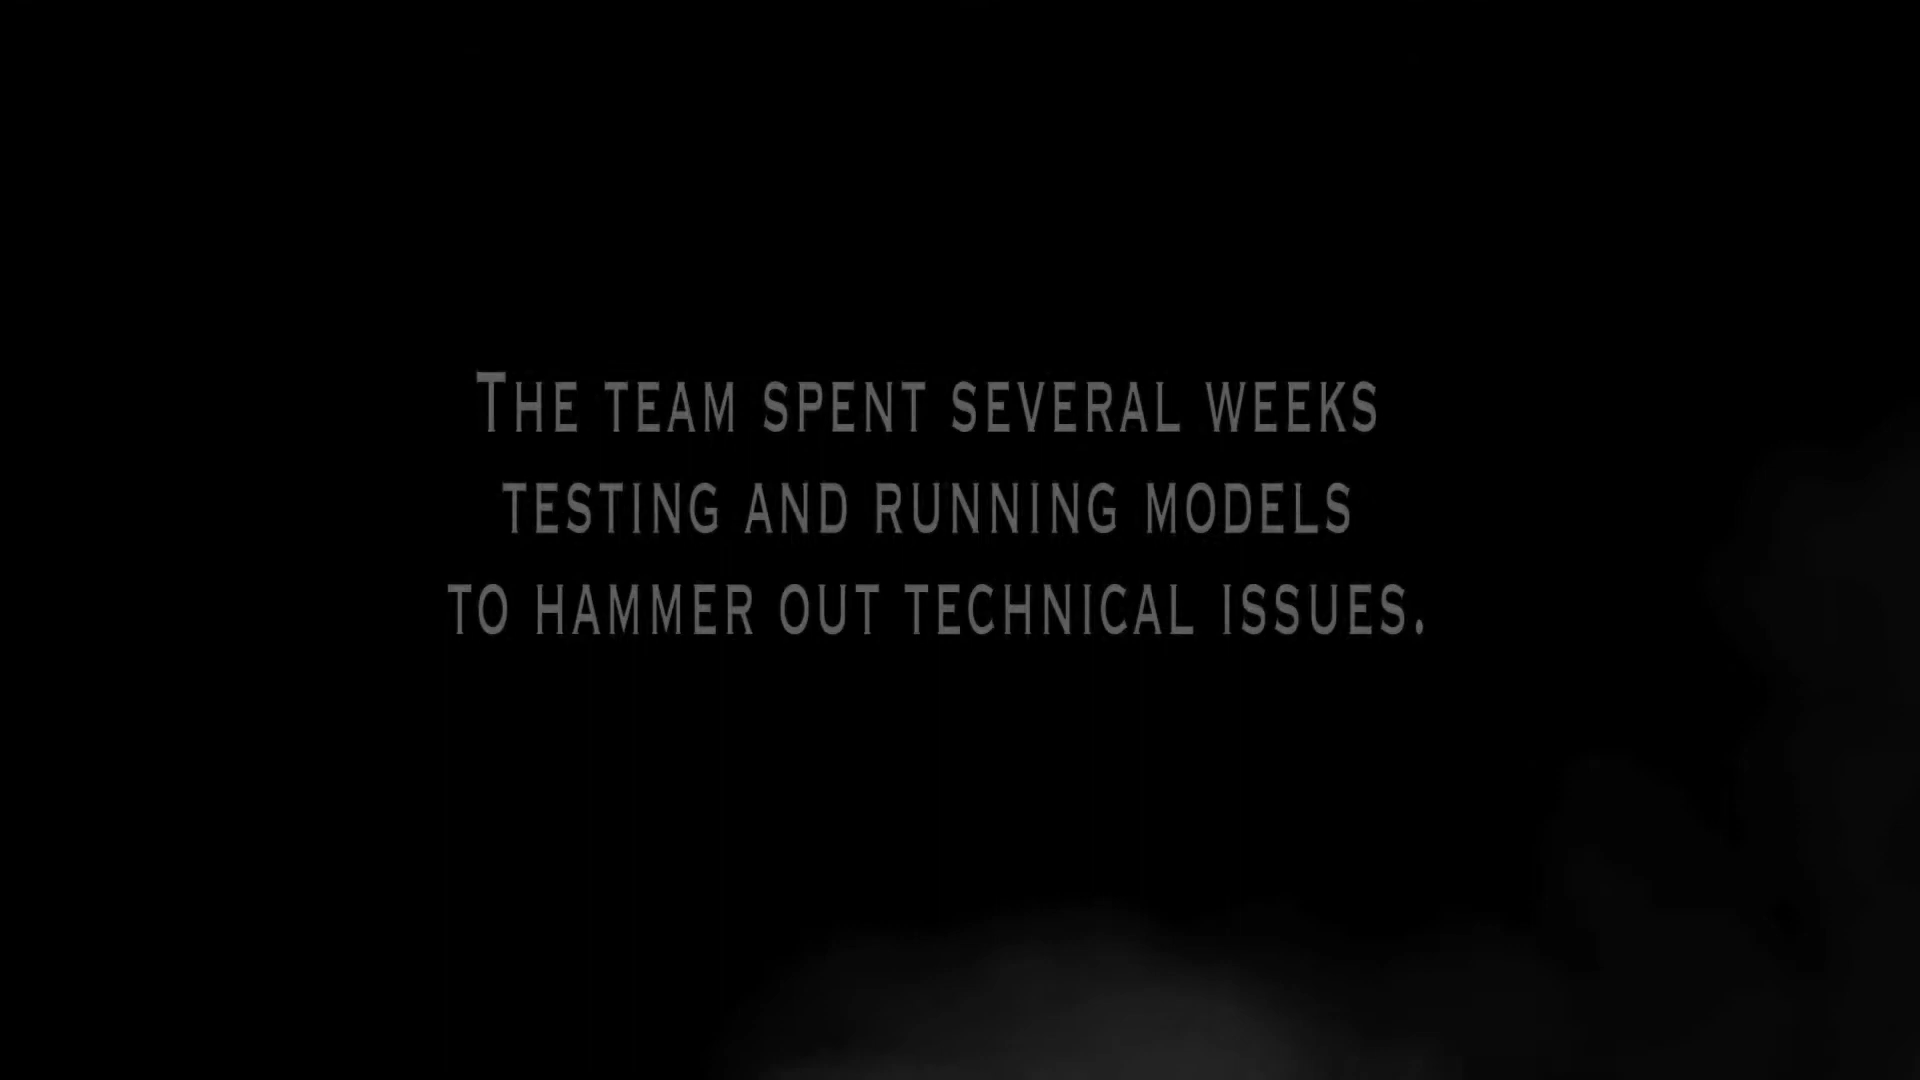 The team spent several weeks
testing and running models
to hammer out technical issues.